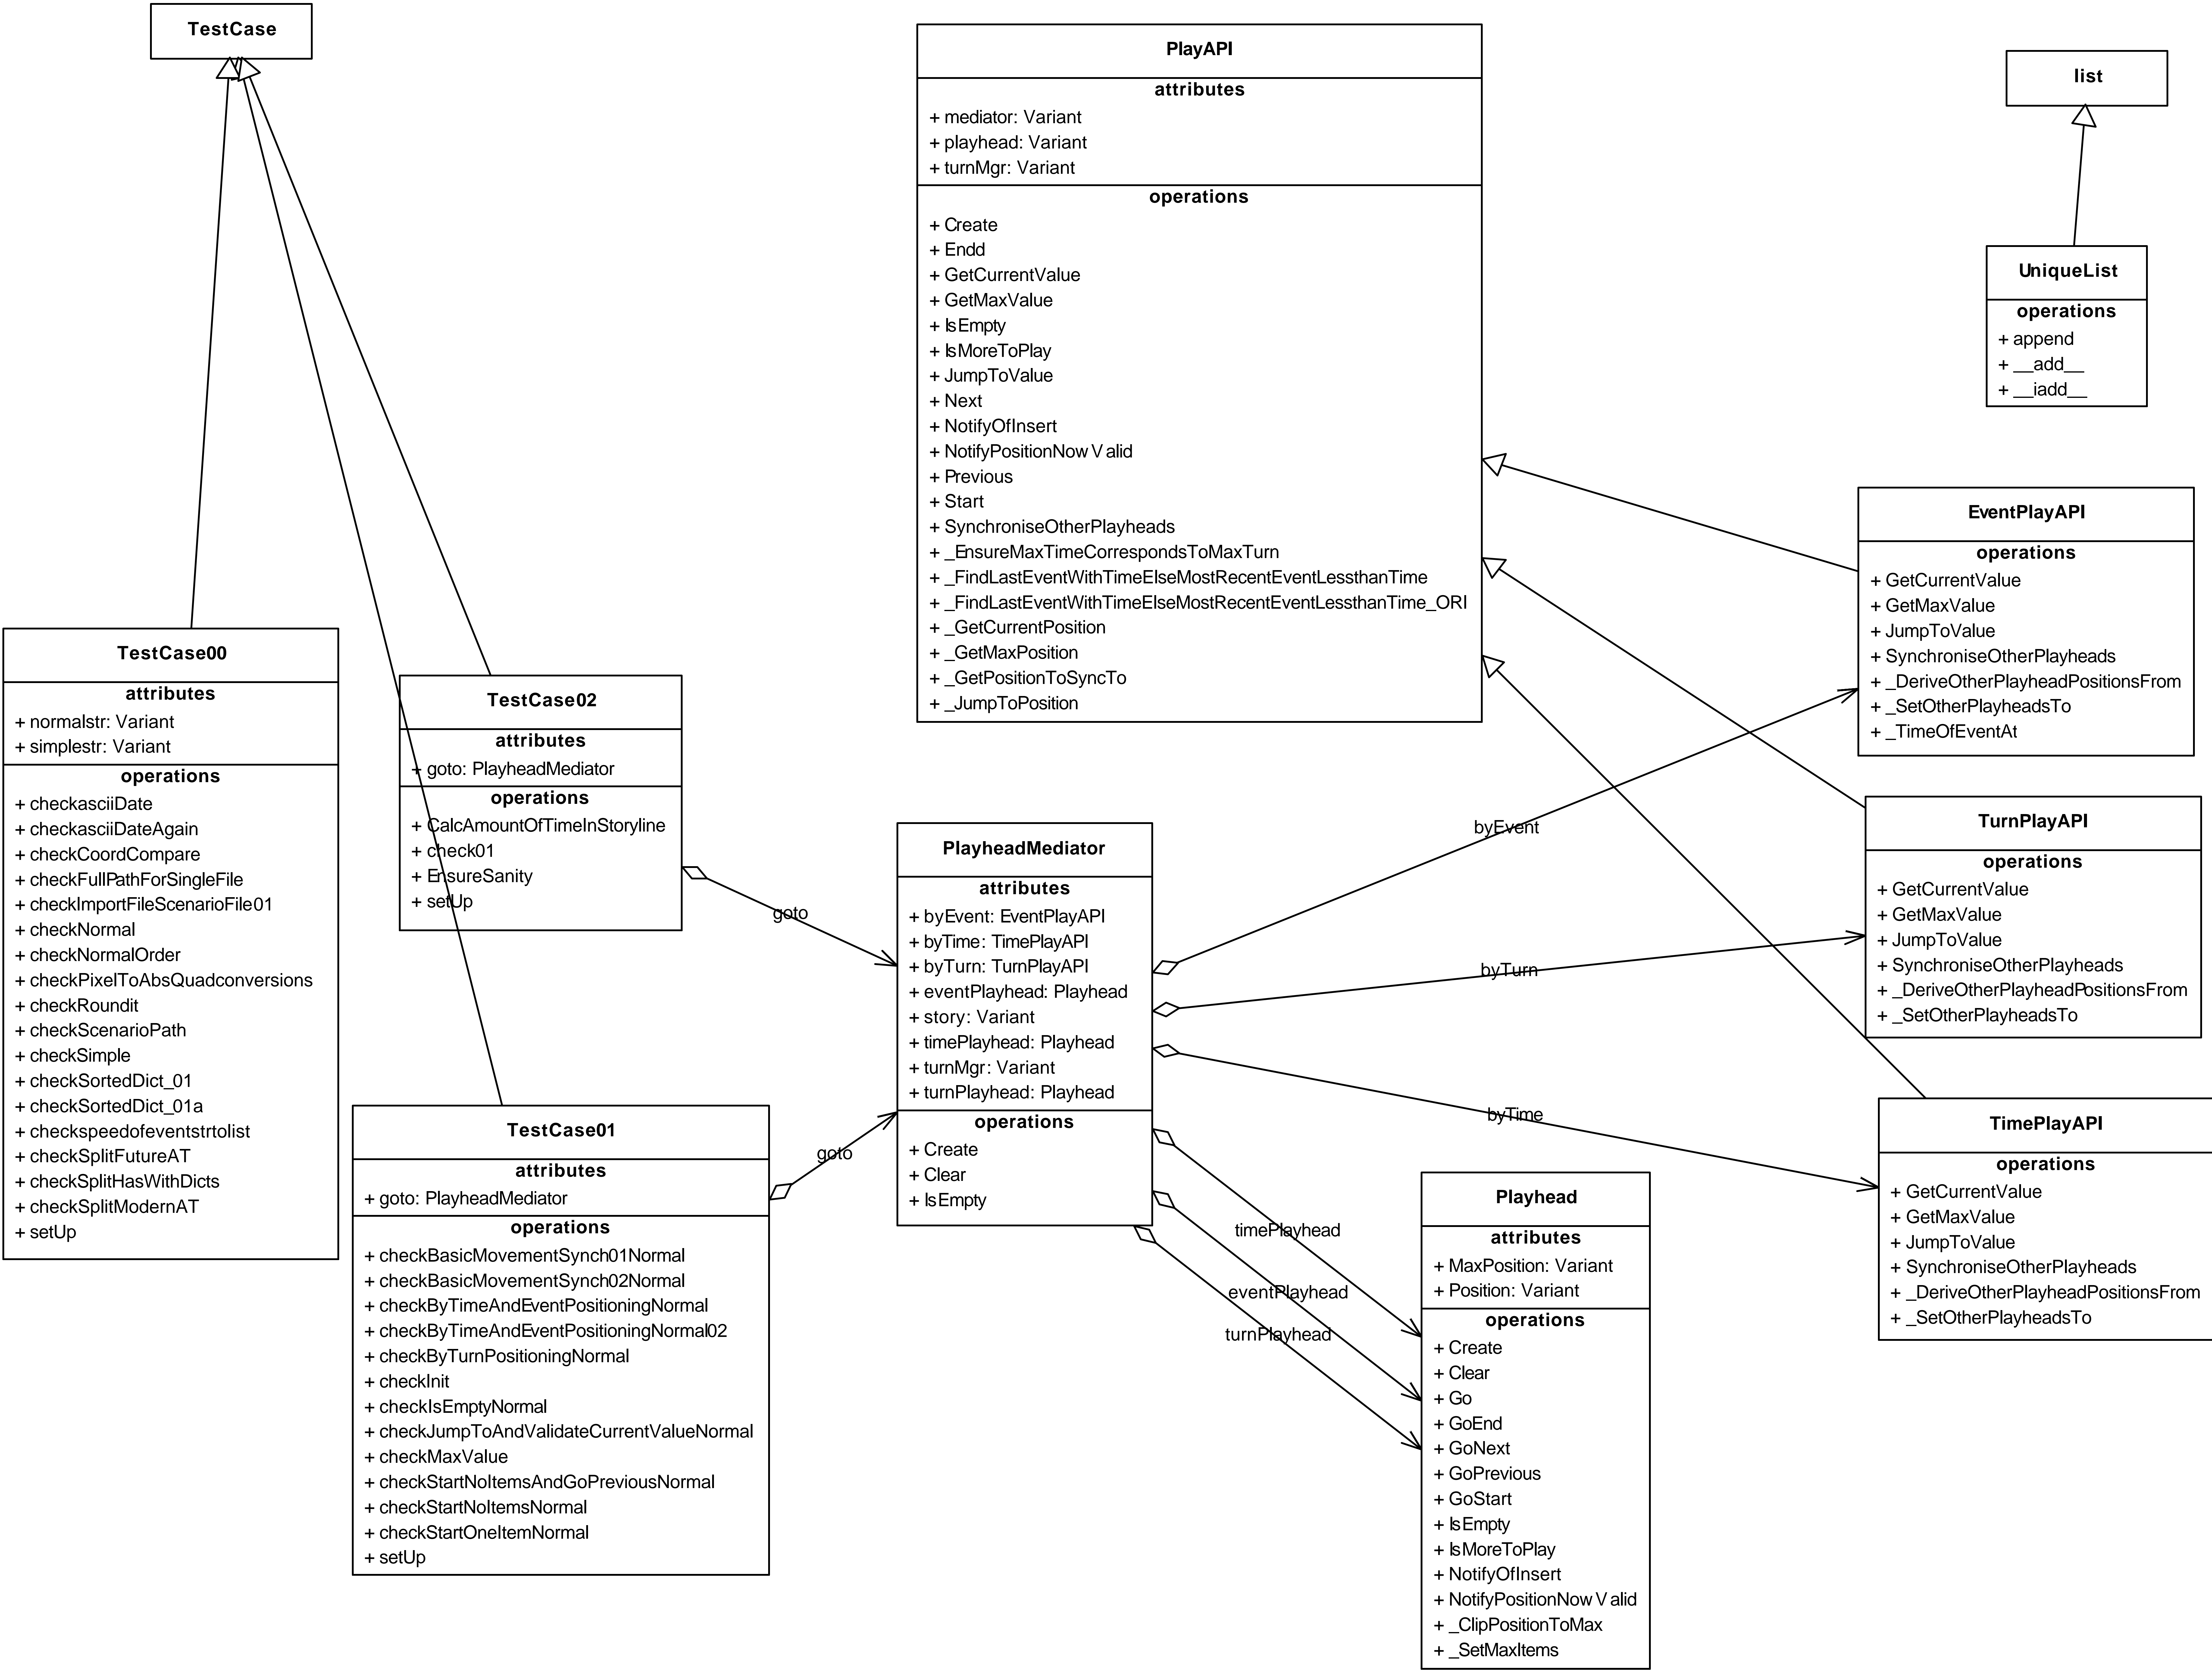 TestCase
PlayAPI
attributes
+ mediator: Variant
+ playhead: Variant
+ turnMgr: Variant
operations
+ Create
+ Endd
+ GetCurrentValue
+ GetMaxValue
+ IsEmpty
+ IsMoreToPlay
+ JumpToValue
+ Next
+ NotifyOfInsert
+ NotifyPositionNowValid
+ Previous
+ Start
+ SynchroniseOtherPlayheads
+ _EnsureMaxTimeCorrespondsToMaxTurn
+ _FindLastEventWithTimeElseMostRecentEventLessthanTime
+ _FindLastEventWithTimeElseMostRecentEventLessthanTime_ORI
+ _GetCurrentPosition
+ _GetMaxPosition
+ _GetPositionToSyncTo
+ _JumpToPosition
list
UniqueList
operations
+ append
+ __add__
+ __iadd__
EventPlayAPI
operations
+ GetCurrentValue
+ GetMaxValue
+ JumpToValue
+ SynchroniseOtherPlayheads
+ _DeriveOtherPlayheadPositionsFrom
+ _SetOtherPlayheadsTo
+ _TimeOfEventAt
TestCase00
attributes
+ normalstr: Variant
+ simplestr: Variant
operations
+ checkasciiDate
+ checkasciiDateAgain
+ checkCoordCompare
+ checkFullPathForSingleFile
+ checkImportFileScenarioFile01
+ checkNormal
+ checkNormalOrder
+ checkPixelToAbsQuadconversions
+ checkRoundit
+ checkScenarioPath
+ checkSimple
+ checkSortedDict_01
+ checkSortedDict_01a
+ checkspeedofeventstrtolist
+ checkSplitFutureAT
+ checkSplitHasWithDicts
+ checkSplitModernAT
+ setUp
TestCase02
attributes
+ goto: PlayheadMediator
operations
+ CalcAmountOfTimeInStoryline
+ check01
+ EnsureSanity
+ setUp
goto
PlayheadMediator
attributes
+ byEvent: EventPlayAPI
+ byTime: TimePlayAPI
+ byTurn: TurnPlayAPI
+ eventPlayhead: Playhead
+ story: Variant
+ timePlayhead: Playhead
+ turnMgr: Variant
+ turnPlayhead: Playhead
operations
+ Create
+ Clear
+ IsEmpty
byEvent
byTurn
byTime
TurnPlayAPI
operations
+ GetCurrentValue
+ GetMaxValue
+ JumpToValue
+ SynchroniseOtherPlayheads
+ _DeriveOtherPlayheadPositionsFrom
+ _SetOtherPlayheadsTo
TestCase01
attributes
+ goto: PlayheadMediator
operations
+ checkBasicMovementSynch01Normal
+ checkBasicMovementSynch02Normal
+ checkByTimeAndEventPositioningNormal
+ checkByTimeAndEventPositioningNormal02
+ checkByTurnPositioningNormal
+ checkInit
+ checkIsEmptyNormal
+ checkJumpToAndValidateCurrentValueNormal
+ checkMaxValue
+ checkStartNoItemsAndGoPreviousNormal
+ checkStartNoItemsNormal
+ checkStartOneItemNormal
+ setUp
goto
timePlayhead
eventPlayhead
turnPlayhead
Playhead
attributes
+ MaxPosition: Variant
+ Position: Variant
operations
+ Create
+ Clear
+ Go
+ GoEnd
+ GoNext
+ GoPrevious
+ GoStart
+ IsEmpty
+ IsMoreToPlay
+ NotifyOfInsert
+ NotifyPositionNowValid
+ _ClipPositionToMax
+ _SetMaxItems
TimePlayAPI
operations
+ GetCurrentValue
+ GetMaxValue
+ JumpToValue
+ SynchroniseOtherPlayheads
+ _DeriveOtherPlayheadPositionsFrom
+ _SetOtherPlayheadsTo